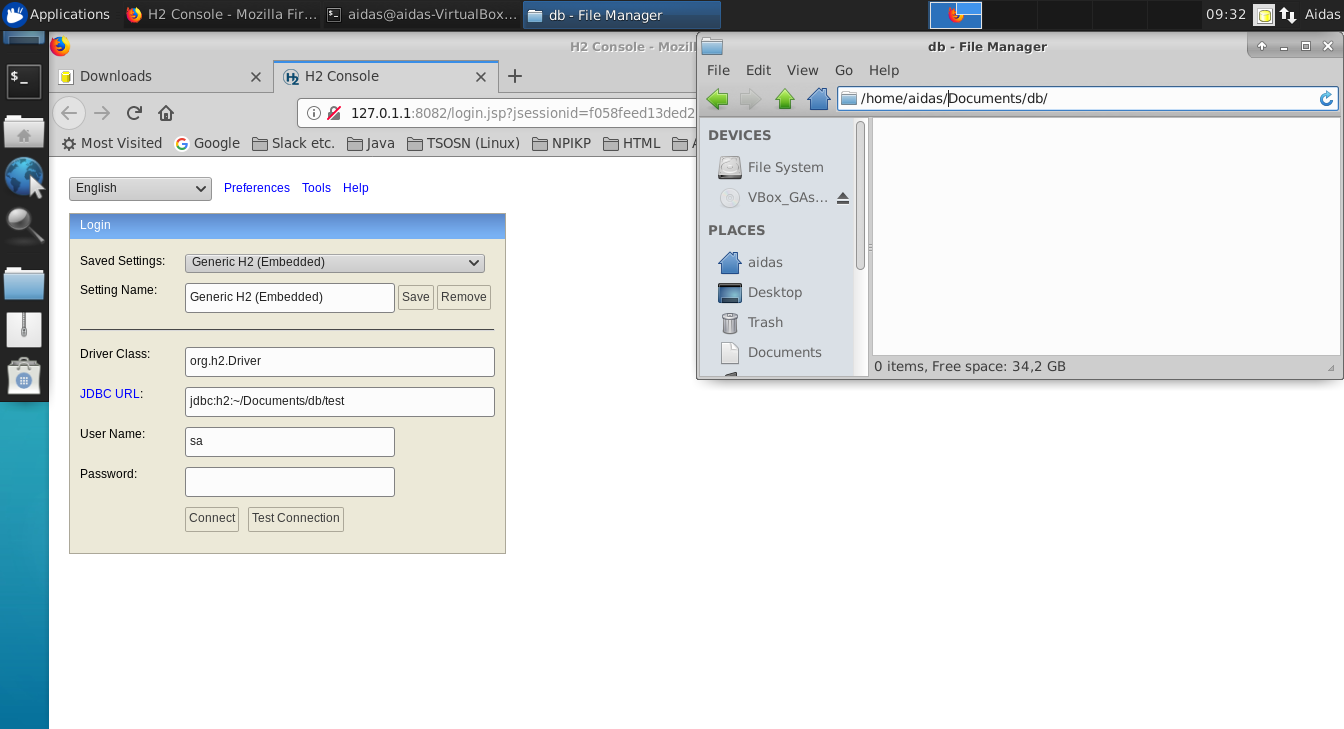 Applications H2 Console - Mozilla Fir... aidas@aidas-VirtualBox... db - File Manager 09:32 Aidas
H2 Console - Mozill
Downloads H2 Console
127.0.1.1:8082/login.jsp?jsessionid=f058feed13ded2
Most Visited Google Slack etc. Java TSOSN (Linux) NPIKP HTML
English Preferences Tools Help
Login
Saved Settings: Generic H2 (Embedded)
Setting Name: Generic H2 (Embedded) Save Remove
Driver Class: org.h2.Driver
JDBC URL: jdbc:h2:~/Documents/db/test
User Name: sa
Password:
Connect Test Connection
db - File Manager
File Edit View Go Help
/home/aidas/Documents/db/
DEVICES
File System
VBox_GAs...
PLACES
aidas
Desktop
Trash
Documents
0 items, Free space: 34,2 GB